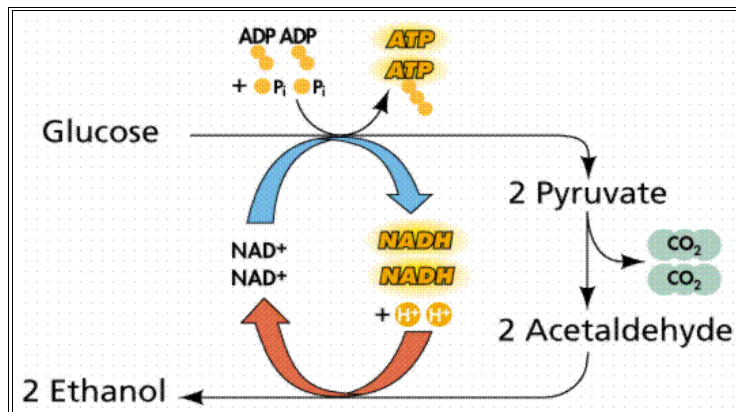 ADP ADP
+ Pi Pi
ATP
ATP
Glucose
2 Pyruvate
NAD+
NAD+
NADH
NADH
+ H+ H+
CO2
CO2
2 Acetaldehyde
2 Ethanol